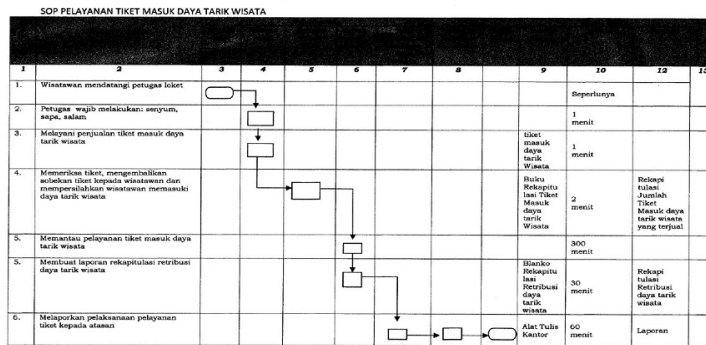 SOP PELAYANAN TIKET MASUK DAYA TARIK WISATA
1 2 3 4 5 6 7 8 9 10 12 13
1. Wisatawan mendatangi petugas loket
Seperlunya
2. Petugas wajib melakukan: senyum,
sapa, salam
1
menit
3. Melayani penjualan tiket masuk daya
tarik wisata
tiket
masuk
daya
tarik
Wisata
1
menit
4. Memeriksa tiket, mengembalikan
sobekan tiket kepada wisatawan dan
mempersilahkan wisatawan memasuki
daya tarik wisata
Buku
Rekapitu
lasi Tiket
Masuk
daya
tarik
Wisata
2
menit
Rekapi
tulasi
Jumlah
Tiket
Masuk daya
tarik wisata
yang terjual
5. Memantau pelayanan tiket masuk daya
tarik wisata
300
menit
5. Membuat laporan rekapitulasi retribusi
daya tarik wisata
Blanko
Rekapitu
lasi
Retribusi
daya
tarik
wisata
30
menit
Rekapi
tulasi
Retribusi
daya tarik
wisata
6. Melaporkan pelaksanaan pelayanan
tiket kepada atasan
Alat Tulis
Kantor
60
menit
Laporan